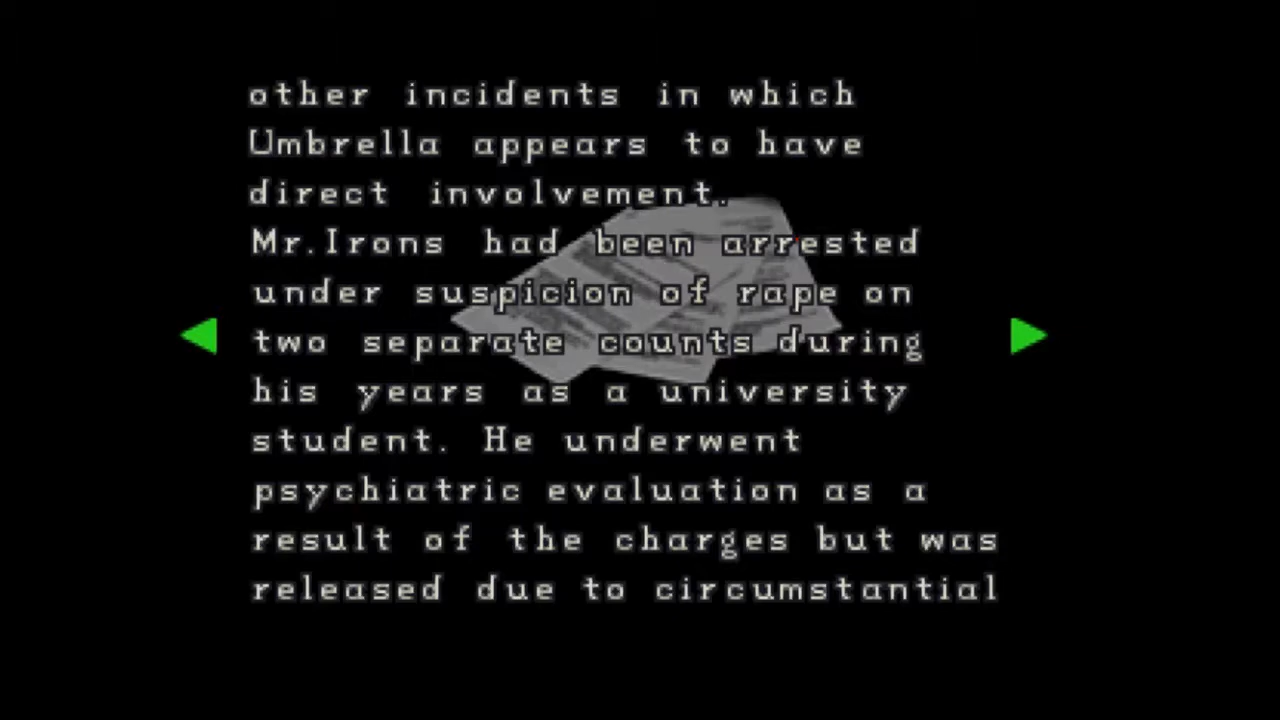 other incidents in which
Umbrella appears to have
direct involvement.
Mr.Irons had been arrested
under suspicion of rape on
two separate counts during
his years as a university
student. He underwent
psychiatric evaluation as a
result of the charges but was
released due to circumstantial